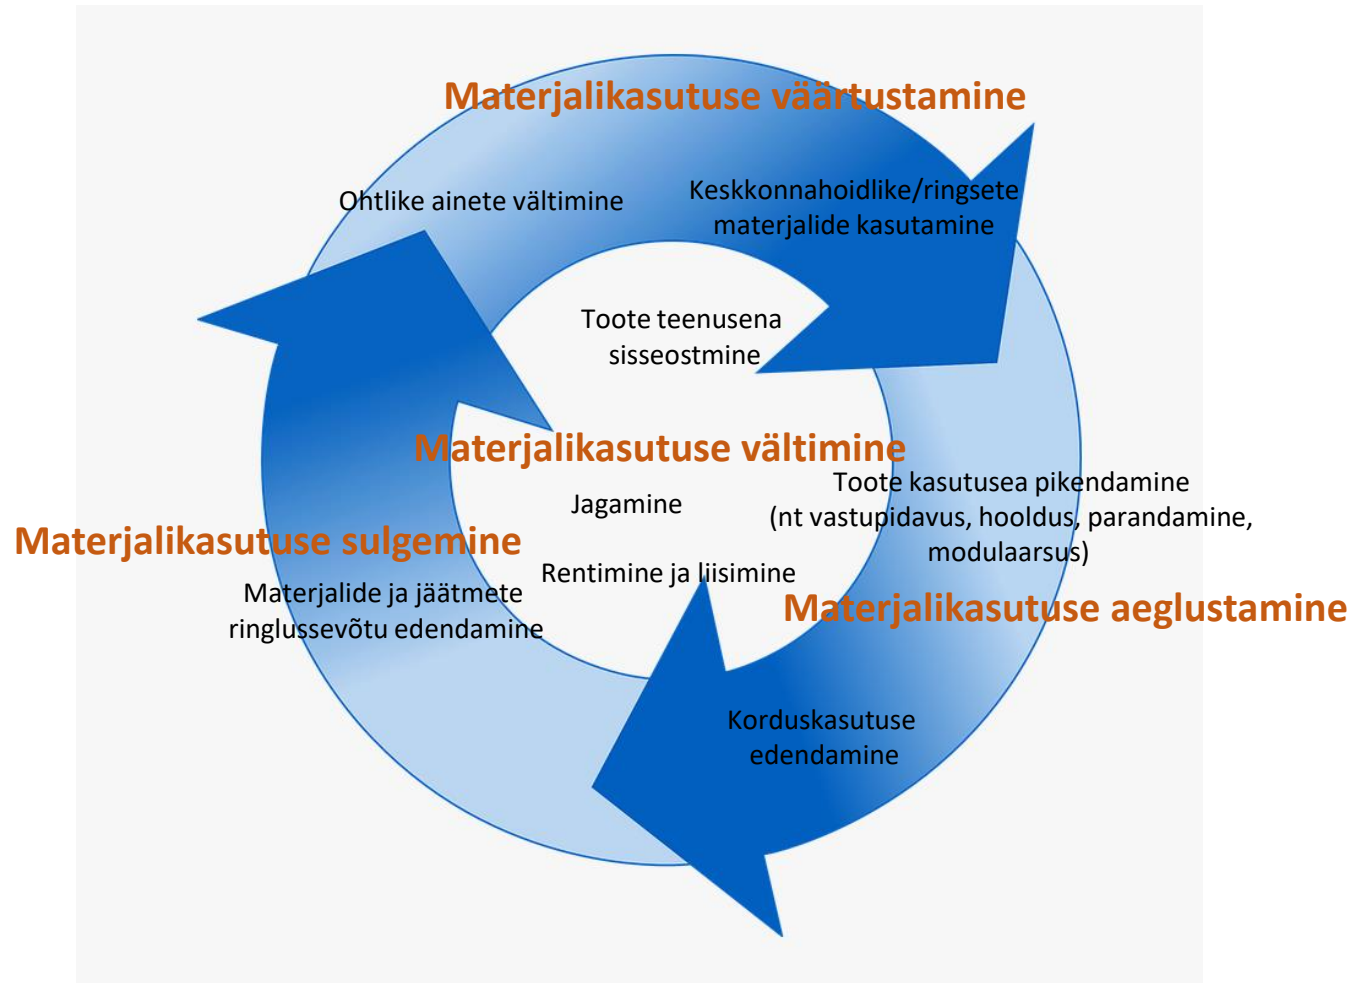 Materjalikasutuse väärtustamine
Ohtlike ainete vältimine
Keskkonnahoidlike/ringsete
materjalide kasutamine
Toote teenusena
sisseostmine
Materjalikasutuse vältimine
Jagamine
Rentimine ja liisimine
Toote kasutusea pikendamine
(nt vastupidavus, hooldus, parandamine,
modulaarsus)
Materjalikasutuse aeglustamine
Korduskasutuse
edendamine
Materjalikasutuse sulgemine
Materjalide ja jäätmete
ringlussevõtu edendamine